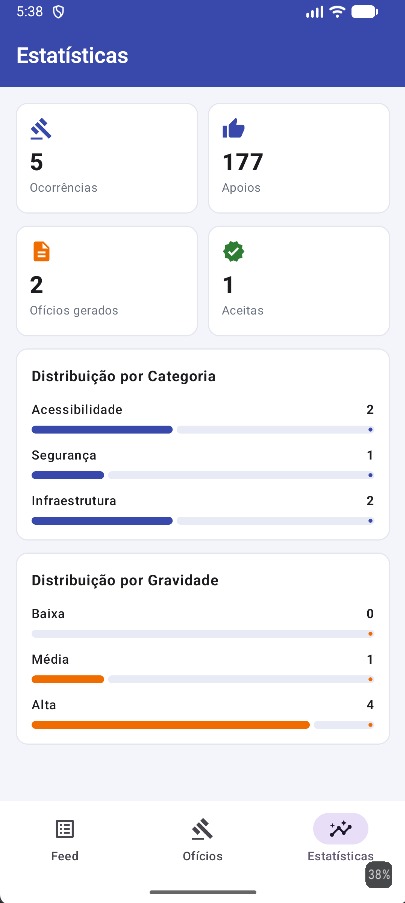 5:38
Estatísticas
5
Ocorrências
177
Apoios
2
Ofícios gerados
1
Aceitas
Distribuição por Categoria
Acessibilidade 2
Segurança 1
Infraestrutura 2
Distribuição por Gravidade
Baixa 0
Média 1
Alta 4
Feed Ofícios Estatísticas
38%